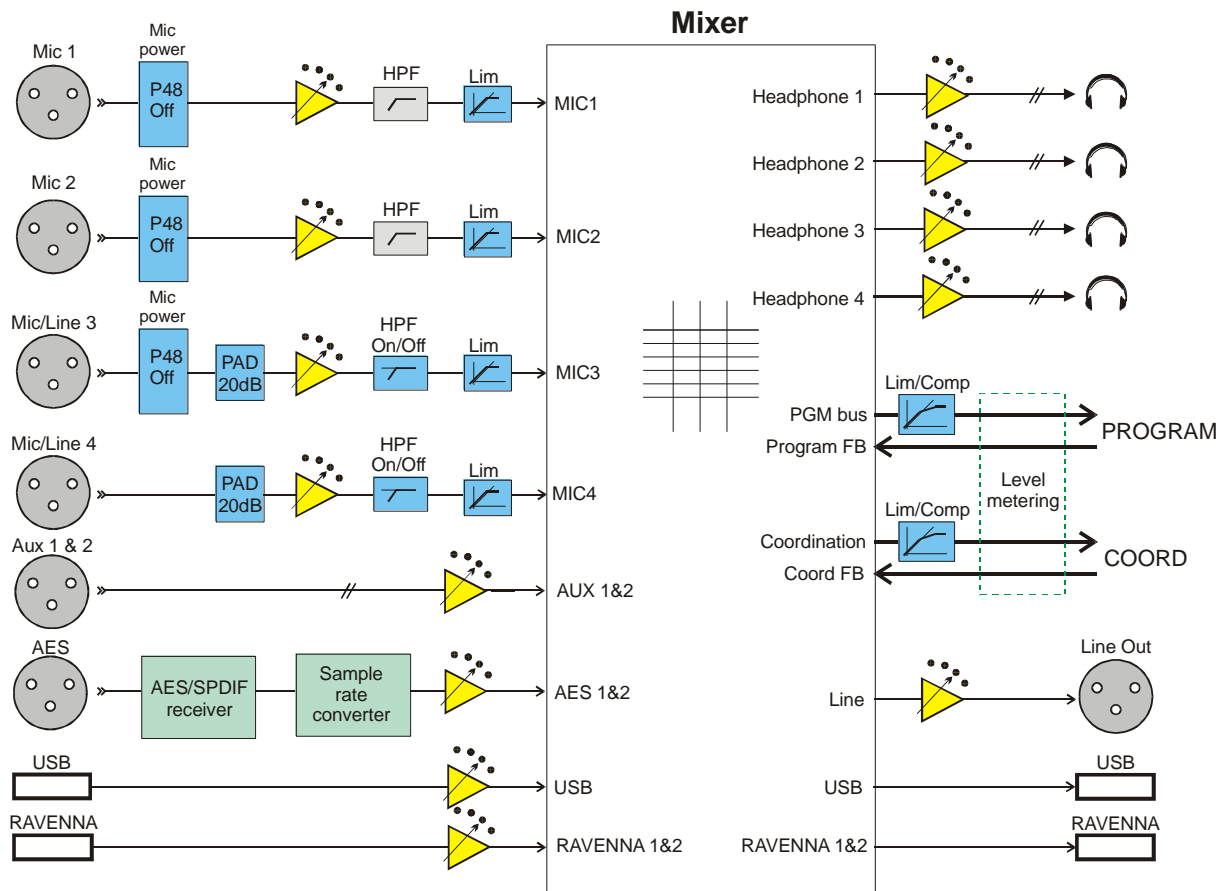 Mixer
Mic 1
Mic
power
P48
Off
HPF
Lim
MIC1
Mic 2
Mic
power
P48
Off
HPF
Lim
MIC2
Mic/Line 3
Mic
power
P48
Off
PAD
20dB
HPF
On/Off
Lim
MIC3
Mic/Line 4
PAD
20dB
HPF
On/Off
Lim
MIC4
Aux 1 & 2
AUX 1&2
AES
AES/SPDIF
receiver
Sample
rate
converter
AES 1&2
USB
USB
RAVENNA
RAVENNA 1&2
Headphone 1
Headphone 2
Headphone 3
Headphone 4
Lim/Comp
PGM bus
Program FB
PROGRAM
Level
metering
Lim/Comp
Coordination
Coord FB
COORD
Line Out
Line
USB
USB
RAVENNA
RAVENNA 1&2